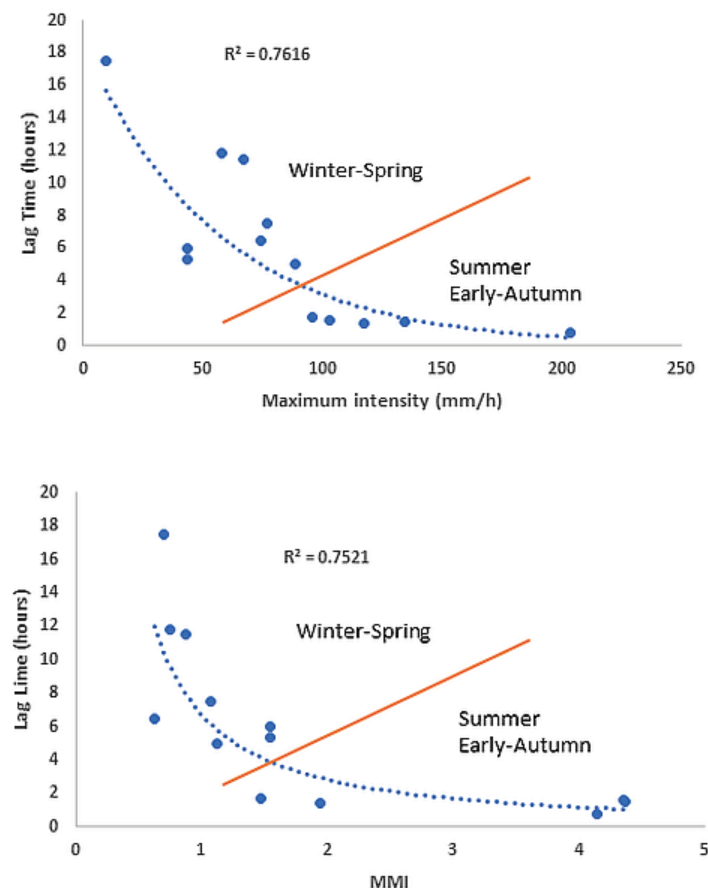 20
18
16
14
12
10
8
6
4
2
0
Lag Time (hours)
R² = 0.7616
Winter-Spring
Summer
Early-Autumn
0 50 100 150 200 250
Maximum intensity (mm/h)
20
18
16
14
12
10
8
6
4
2
0
Lag Lime (hours)
R² = 0.7521
Winter-Spring
Summer
Early-Autumn
0 1 2 3 4 5
MMI